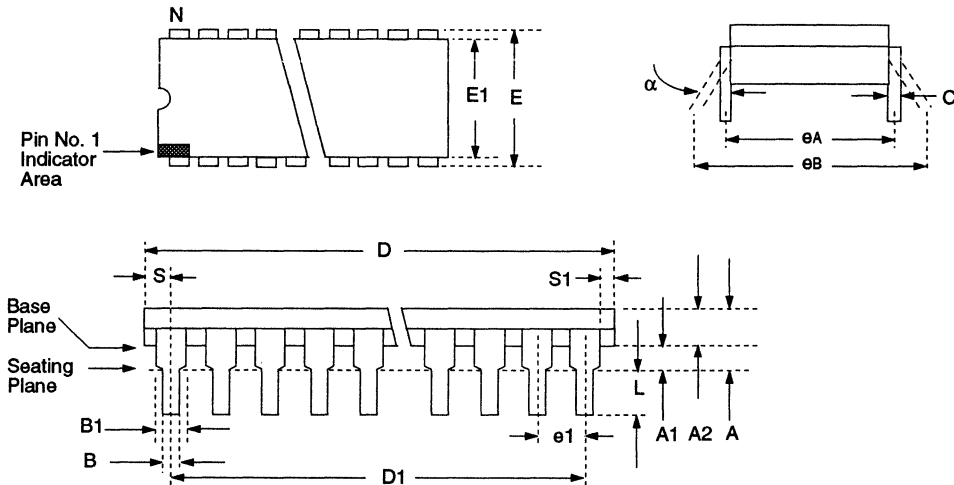 N
E1
E
Pin No. 1
Indicator
Area
α
C
eA
eB
D
S
S1
Base
Plane
Seating
Plane
L
B1
e1
A1
A2
A
B
D1